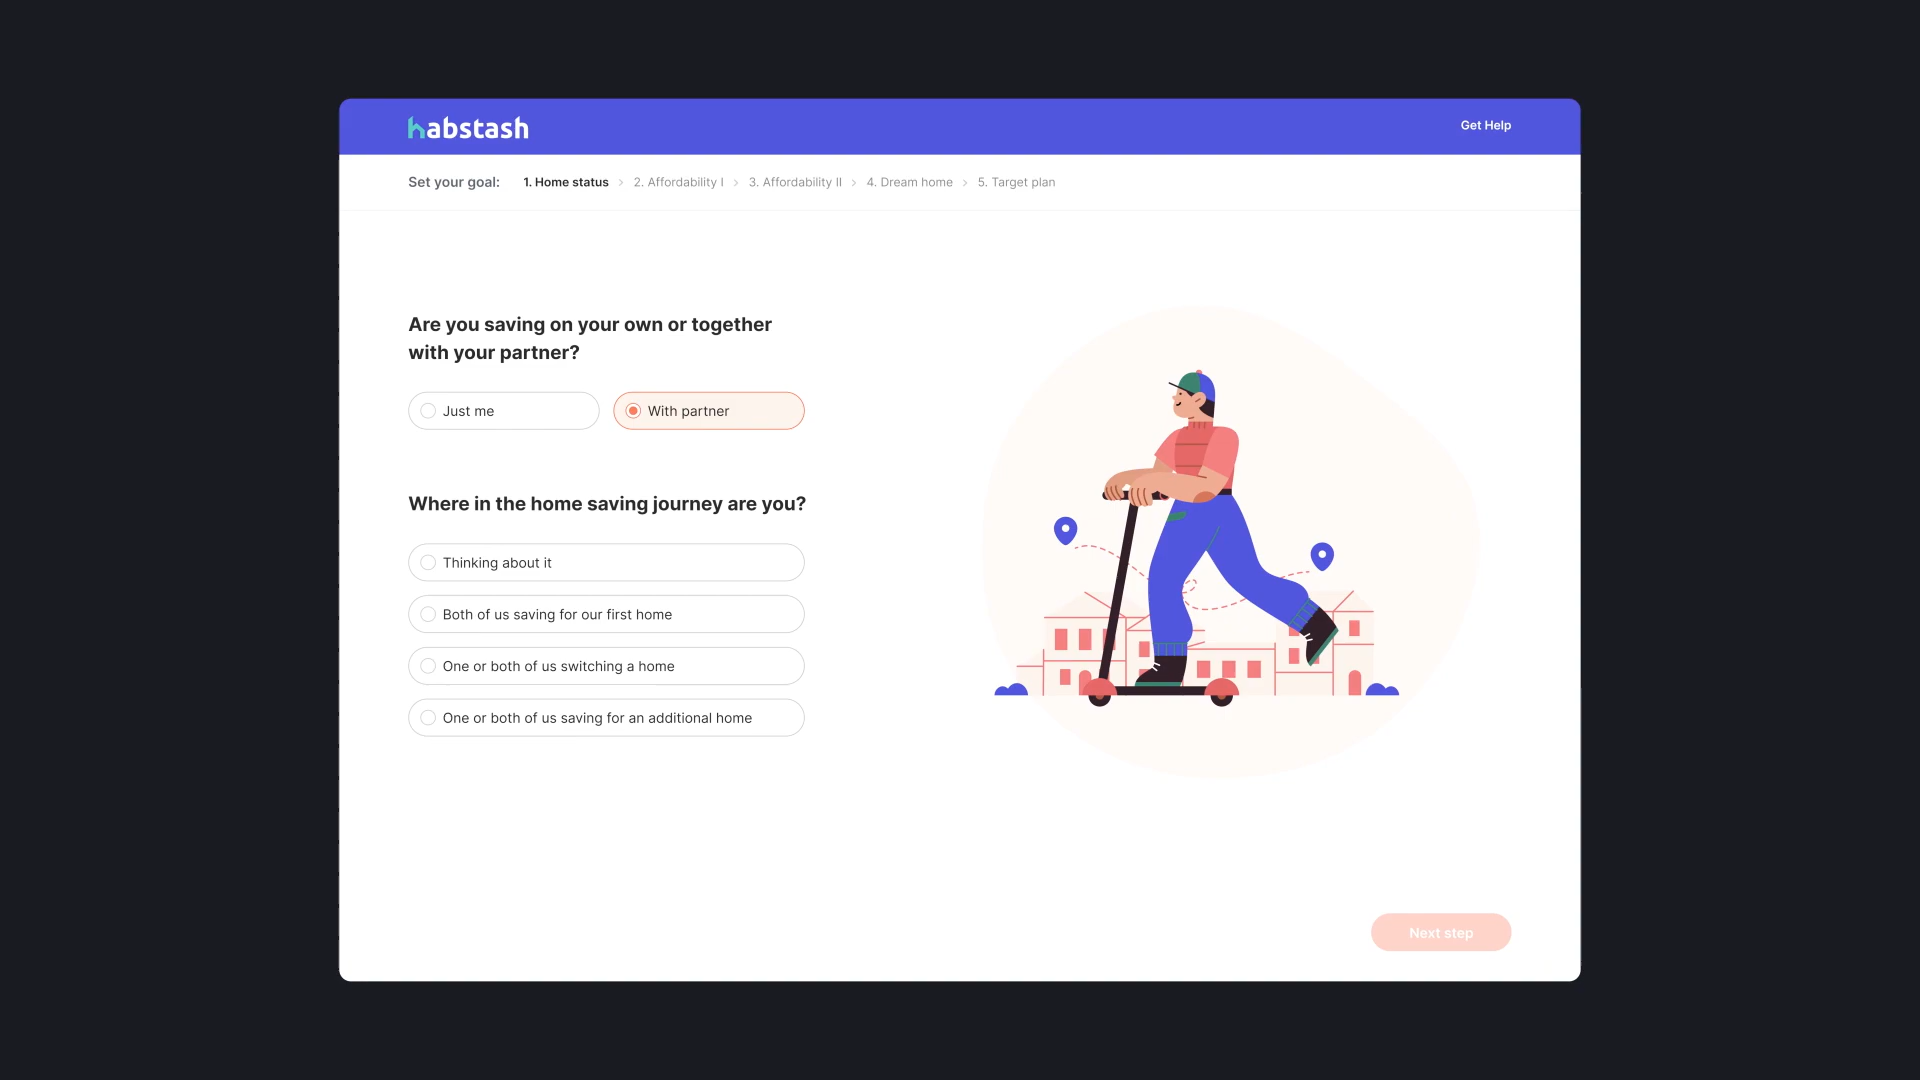 habstash
Get Help
Set your goal: 1. Home status > 2. Affordability I > 3. Affordability II > 4. Dream home > 5. Target plan
Are you saving on your own or together
with your partner?
Just me
With partner
Where in the home saving journey are you?
Thinking about it
Both of us saving for our first home
One or both of us switching a home
One or both of us saving for an additional home
Next step